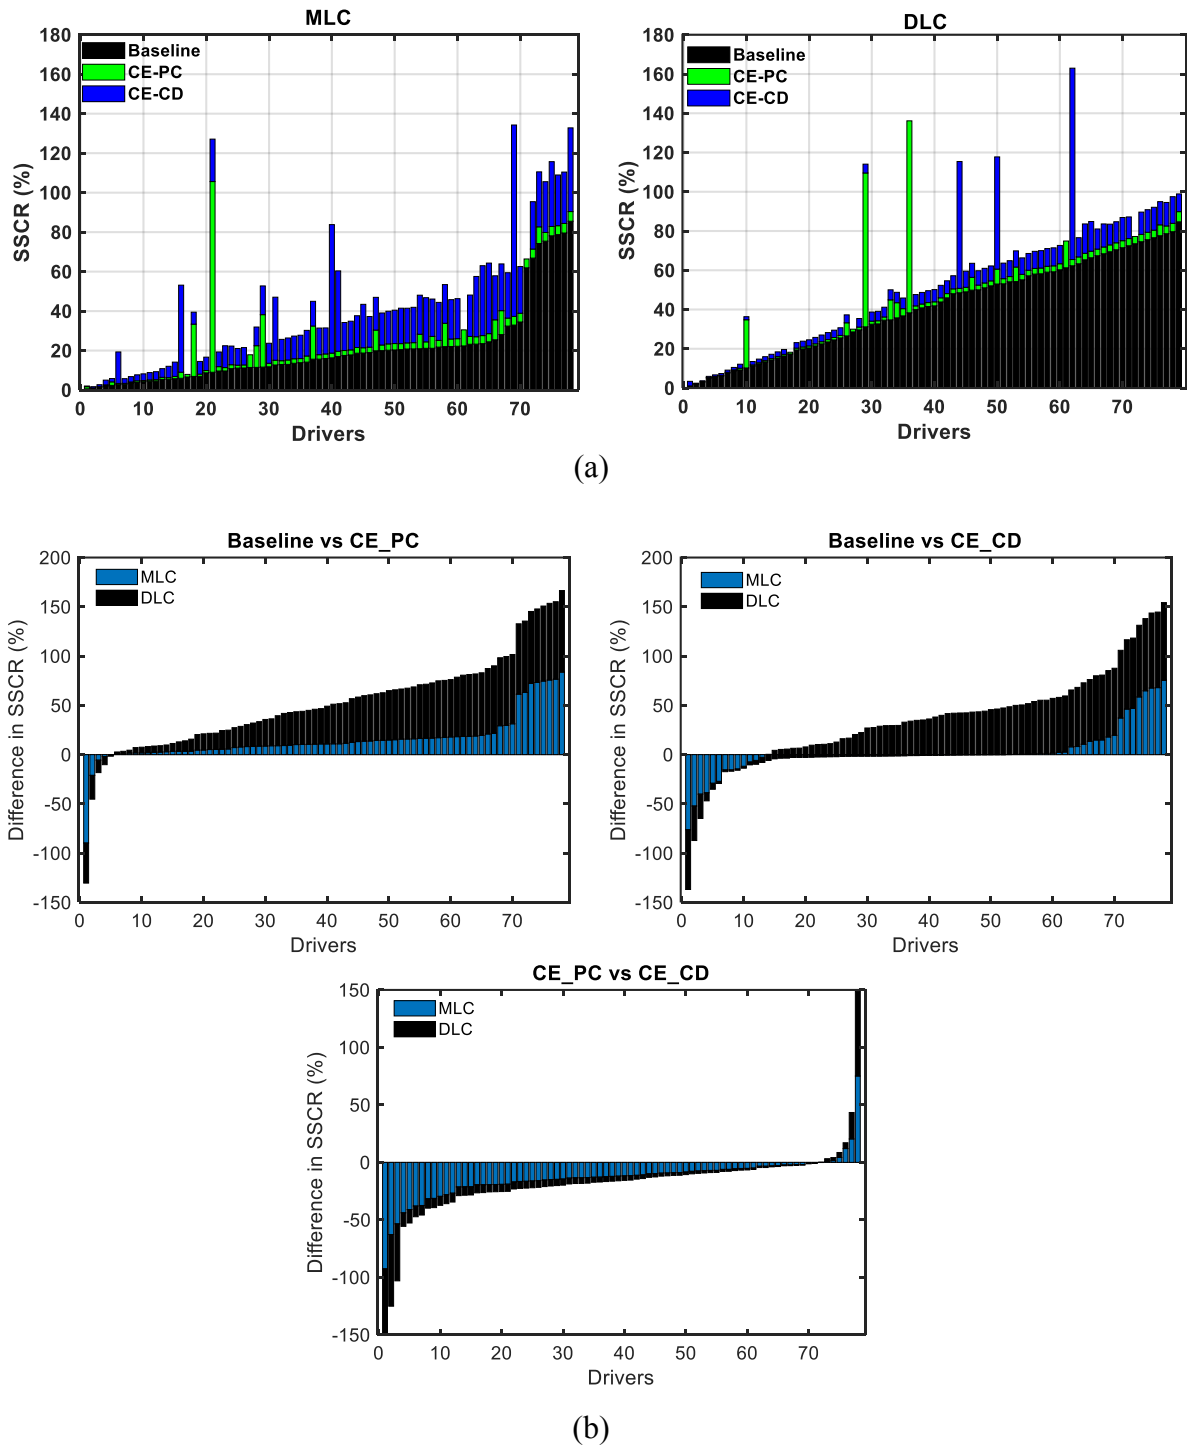 MLC
180
160
140
120
100
80
60
40
20
0
SSCR (%)
Baseline
CE-PC
CE-CD
0 10 20 30 40 50 60 70
Drivers
DLC
180
160
140
120
100
80
60
40
20
0
SSCR (%)
Baseline
CE-PC
CE-CD
0 10 20 30 40 50 60 70
Drivers
(a)
Baseline vs CE_PC
200
150
100
50
0
-50
-100
-150
Difference in SSCR (%)
MLC
DLC
0 10 20 30 40 50 60 70
Drivers
Baseline vs CE_CD
200
150
100
50
0
-50
-100
-150
Difference in SSCR (%)
MLC
DLC
0 10 20 30 40 50 60 70
Drivers
CE_PC vs CE_CD
150
100
50
0
-50
-100
-150
Difference in SSCR (%)
MLC
DLC
0 10 20 30 40 50 60 70
Drivers
(b)